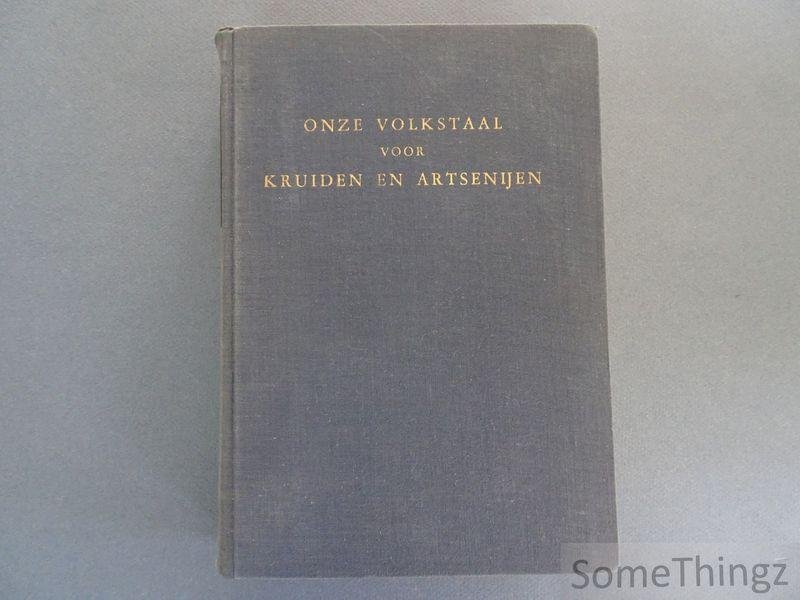 ONZE VOLKSTAAL
VOOR
KRUIDEN EN ARTSENIJEN
SomeThingz